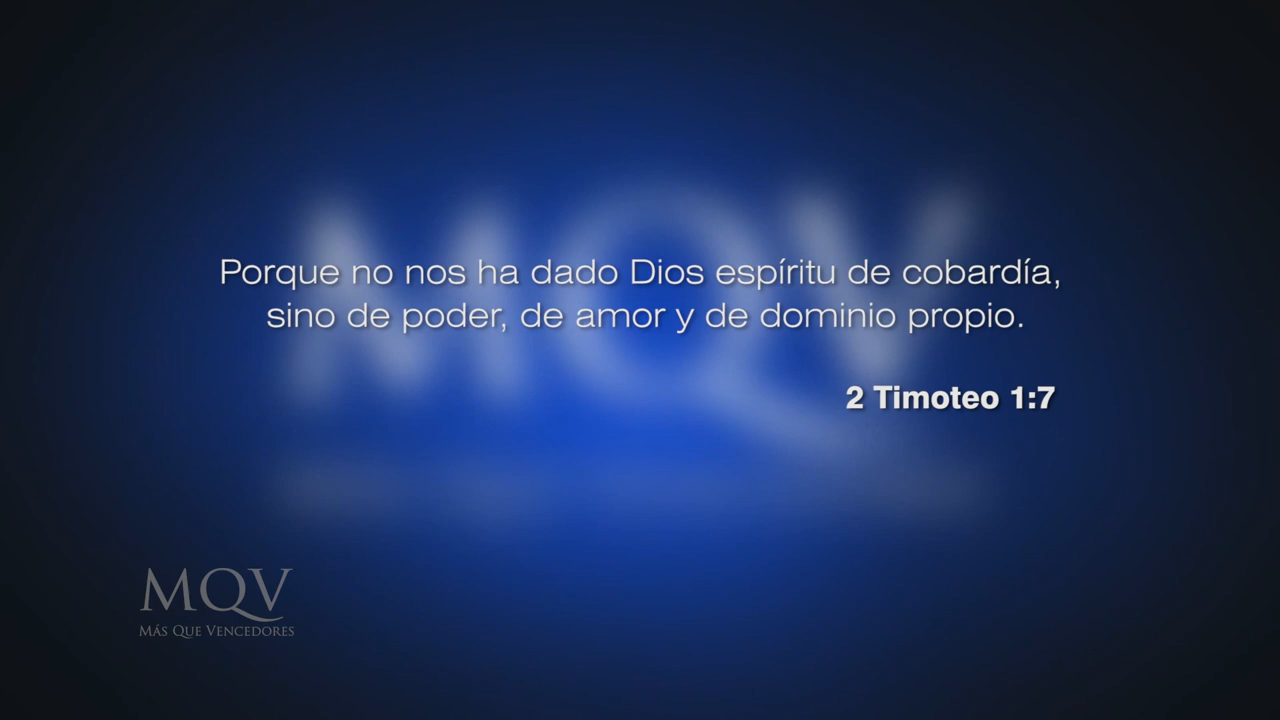 Porque no nos ha dado Dios espíritu de cobardía,
sino de poder, de amor y de dominio propio.
2 Timoteo 1:7
MQV
MÁS QUE VENCEDORES